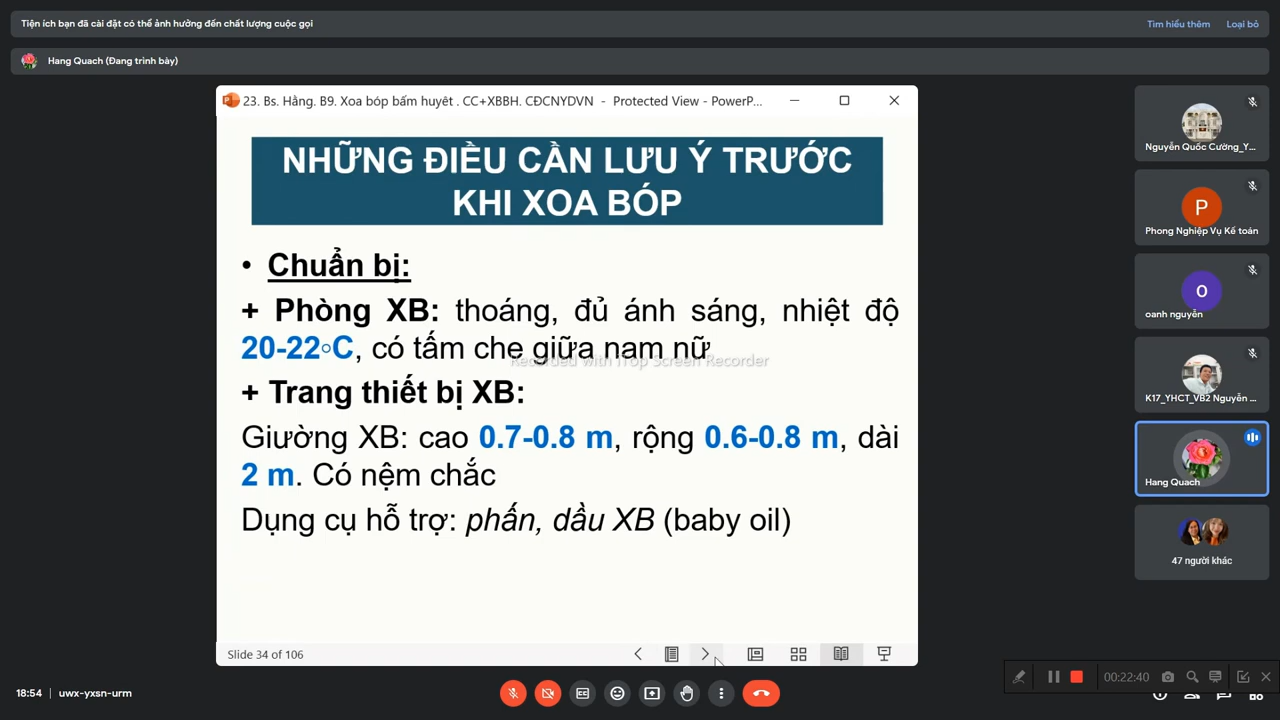 Tiện ích bạn đã cài đặt có thể ảnh hưởng đến chất lượng cuộc gọi
Tìm hiểu thêm
Loại bỏ
Hang Quach (Đang trình bày)
23. Bs. Hằng. B9. Xoa bóp bấm huyệt . CC+XBBH. CĐCNYDVN - Protected View - PowerP...
NHỮNG ĐIỀU CẦN LƯU Ý TRƯỚC
KHI XOA BÓP
• Chuẩn bị:
+ Phòng XB: thoáng, đủ ánh sáng, nhiệt độ
20-22°C, có tấm che giữa nam nữ
Recorded with iTop Screen Recorder
+ Trang thiết bị XB:
Giường XB: cao 0.7-0.8 m, rộng 0.6-0.8 m, dài
2 m. Có nệm chắc
Dụng cụ hỗ trợ: phấn, dầu XB (baby oil)
Slide 34 of 106
Nguyễn Quốc Cường_Y...
P
Phong Nghiệp Vụ Kế toán
O
oanh nguyễn
K17_YHCT_VB2 Nguyễn ...
Hang Quach
47 người khác
18:54
uwx-yxsn-urm
00:22:40